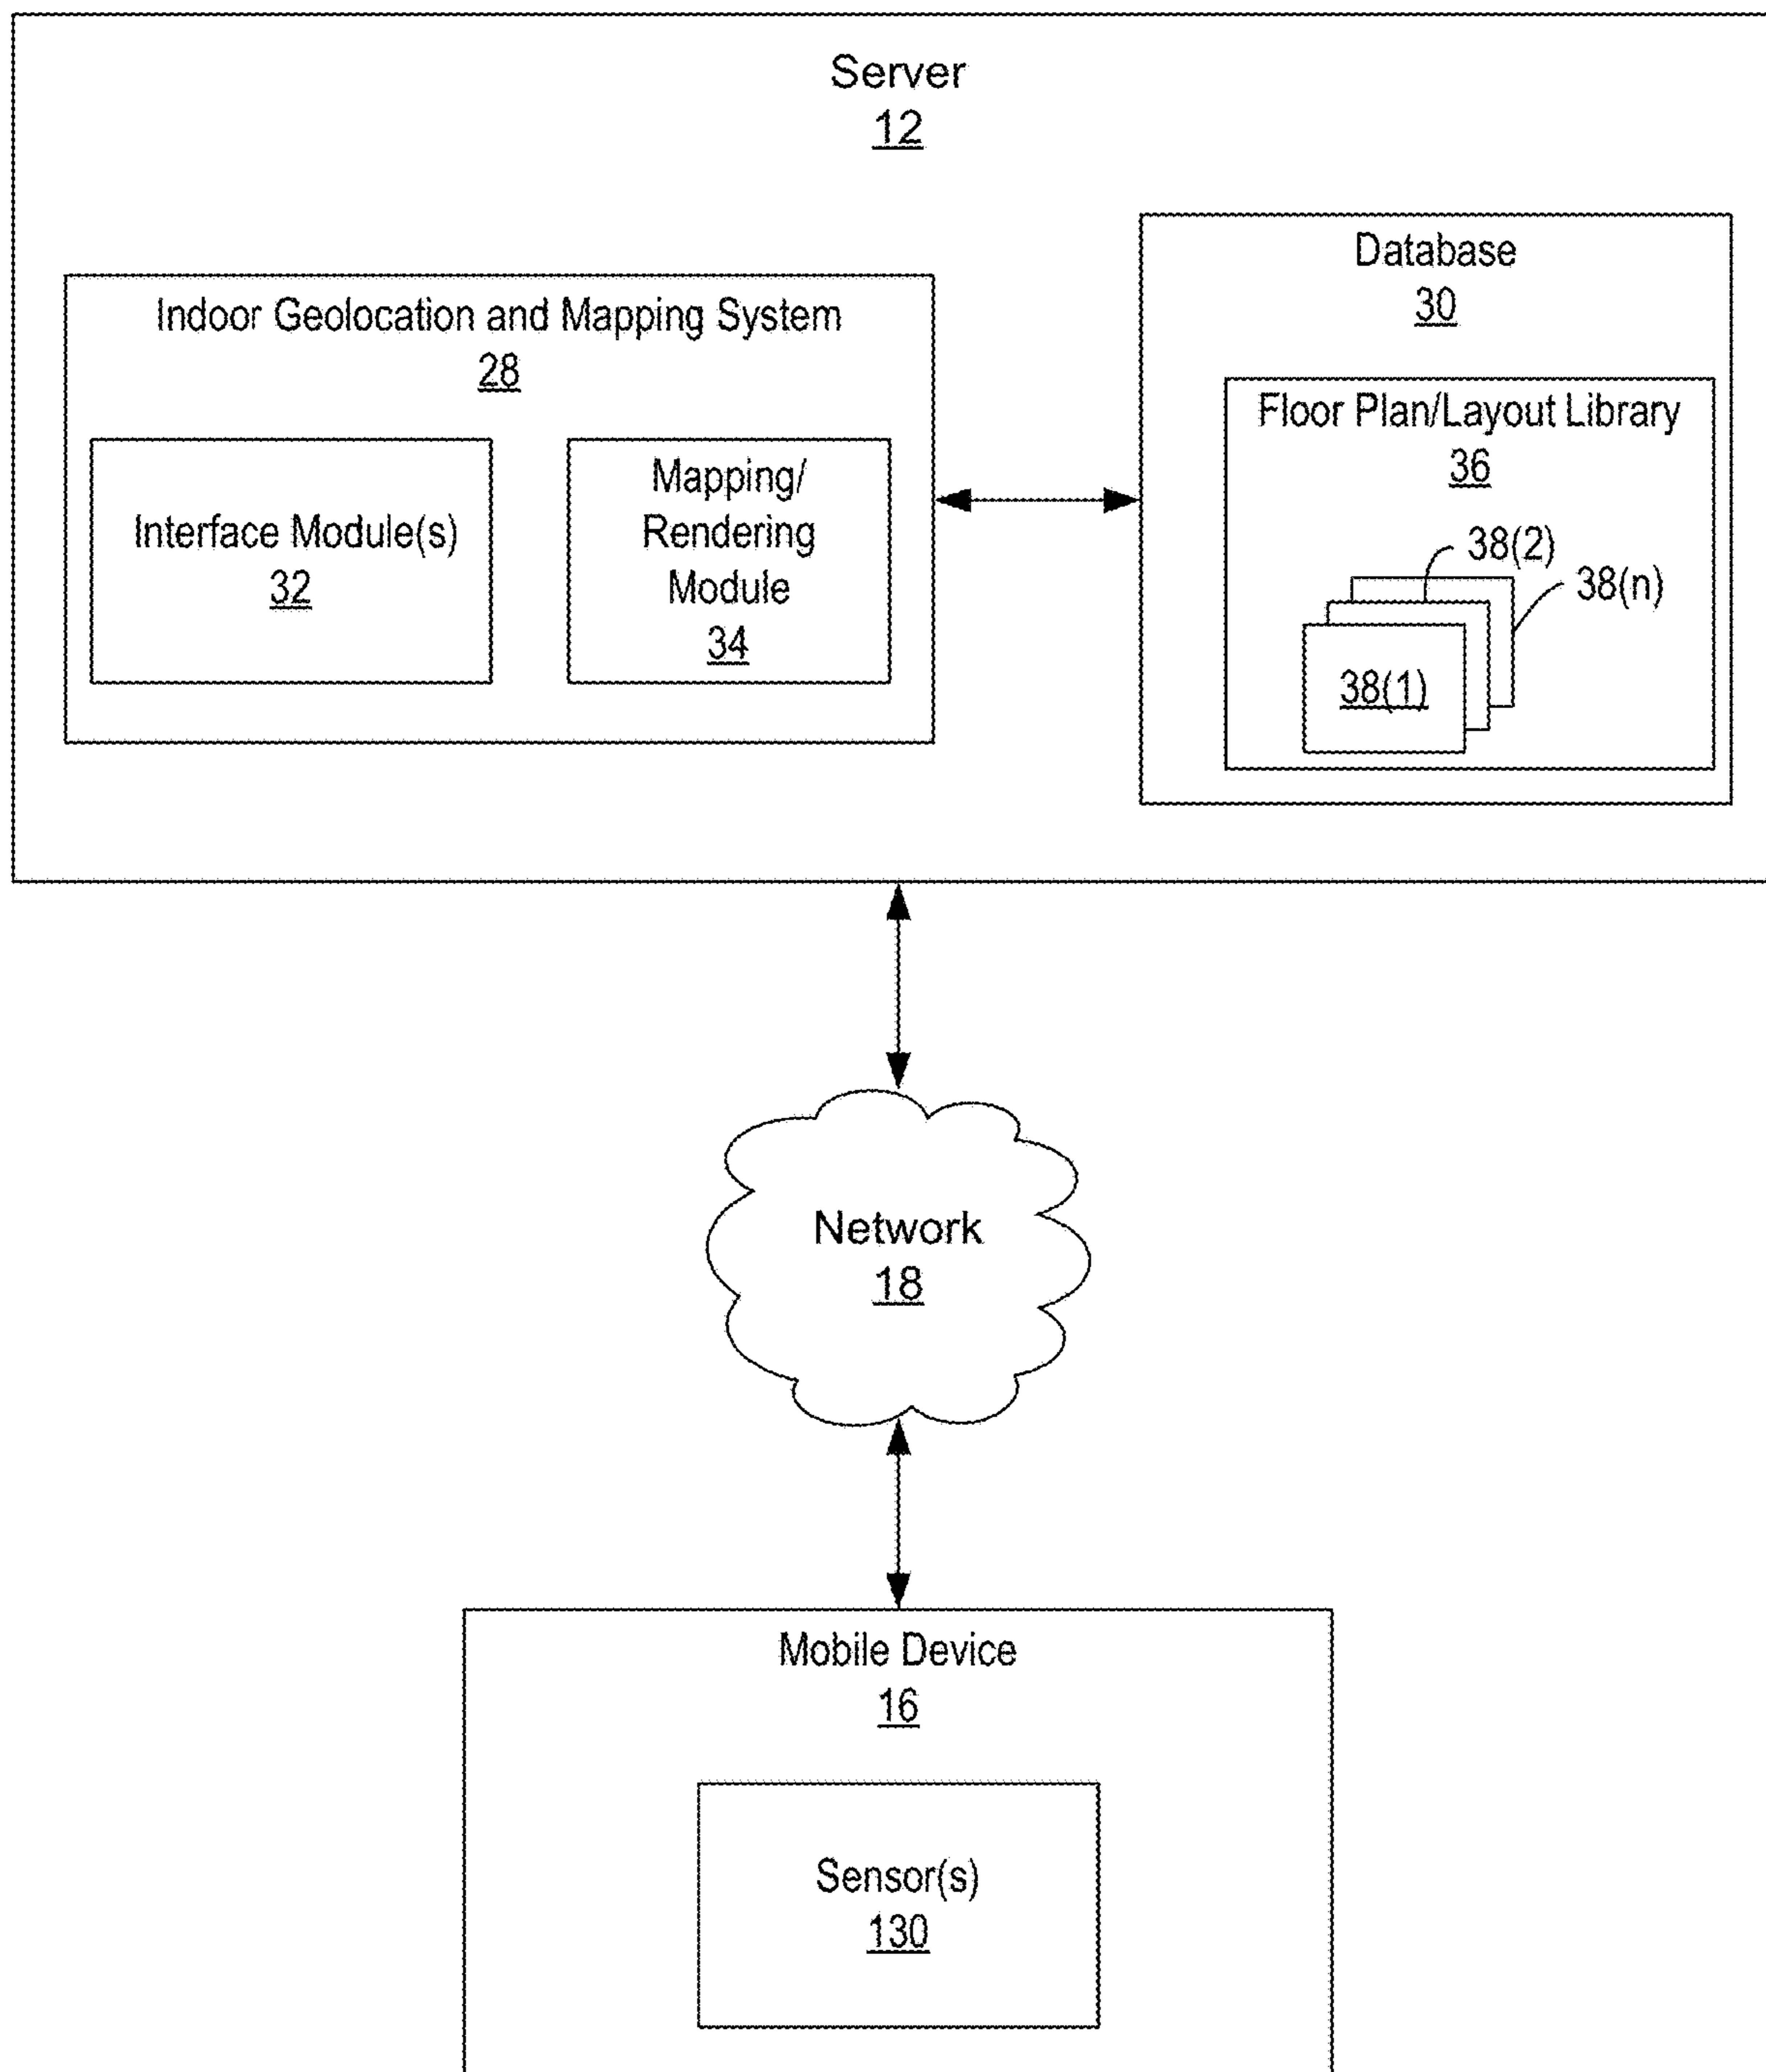 Server
12
Indoor Geolocation and Mapping System
28
Interface Module(s)
32
Mapping/
Rendering
Module
34
Database
30
Floor Plan/Layout Library
36
38(2)
38(n)
38(1)
Network
18
Mobile Device
16
Sensor(s)
130